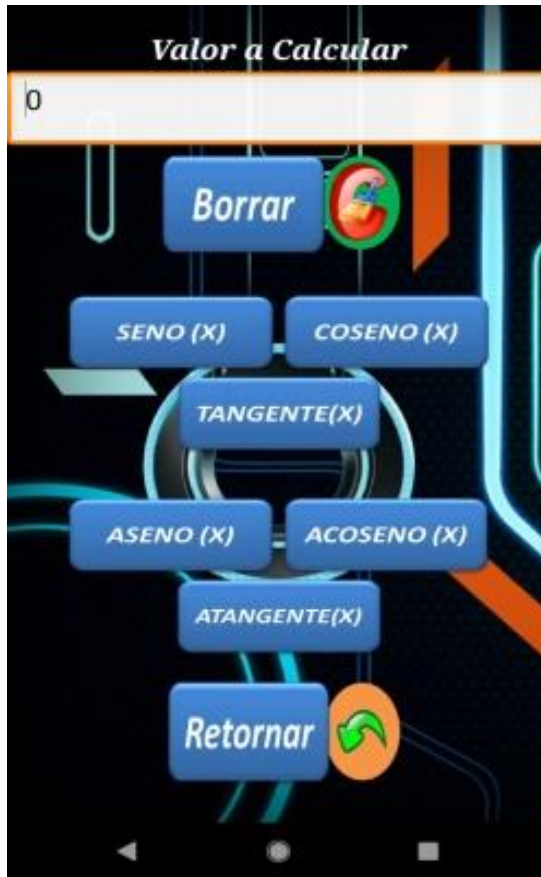 Valor a Calcular
0
Borrar
SENO (X) COSENO (X)
TANGENTE(X)
ASENO (X) ACOSENO (X)
ATANGENTE(X)
Retornar